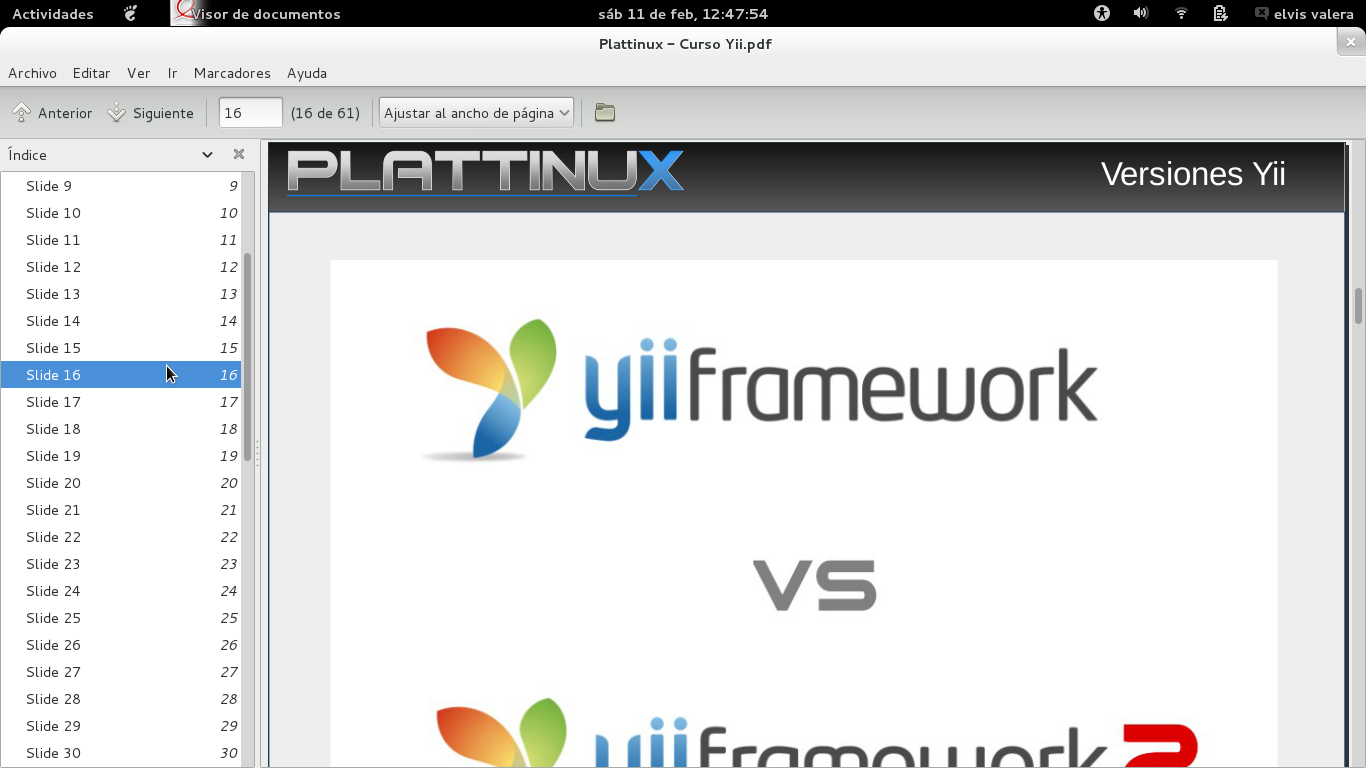 Actividades
Visor de documentos
sáb 11 de feb, 12:47:54
elvis valera
Plattinux – Curso Yii.pdf
Archivo Editar Ver Ir Marcadores Ayuda
Anterior Siguiente 16 (16 de 61) Ajustar al ancho de página
Índice
Slide 9 9
Slide 10 10
Slide 11 11
Slide 12 12
Slide 13 13
Slide 14 14
Slide 15 15
Slide 16 16
Slide 17 17
Slide 18 18
Slide 19 19
Slide 20 20
Slide 21 21
Slide 22 22
Slide 23 23
Slide 24 24
Slide 25 25
Slide 26 26
Slide 27 27
Slide 28 28
Slide 29 29
Slide 30 30
PLATTINUX
Versiones Yii
yiiframework
VS
yiiframework 2